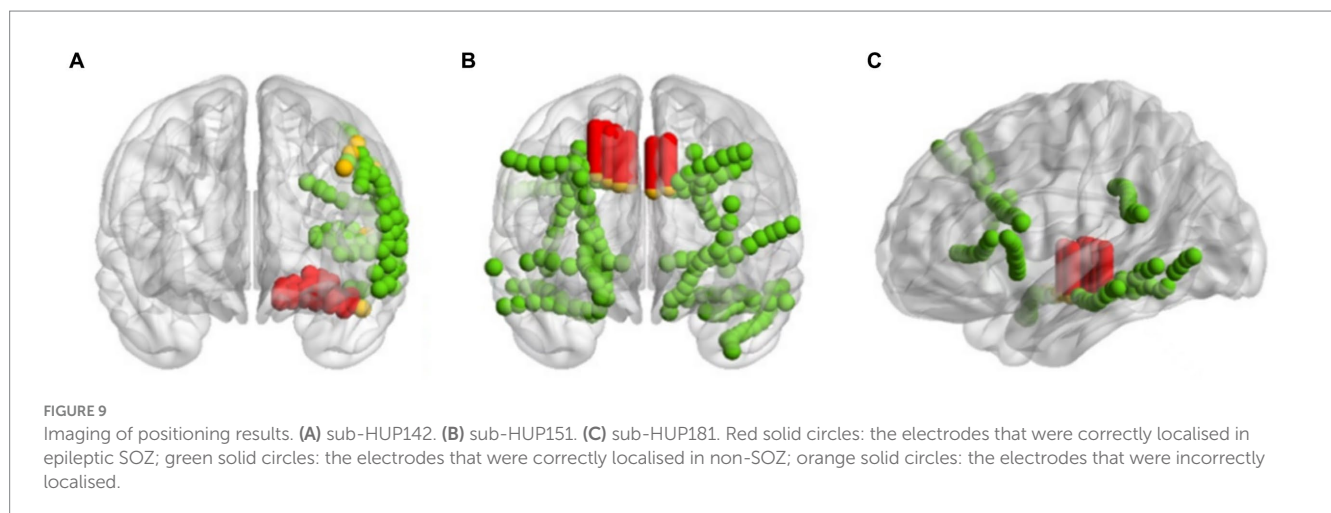 A
B
C
FIGURE 9
Imaging of positioning results. (A) sub-HUP142. (B) sub-HUP151. (C) sub-HUP181. Red solid circles: the electrodes that were correctly localised in
epileptic SOZ; green solid circles: the electrodes that were correctly localised in non-SOZ; orange solid circles: the electrodes that were incorrectly
localised.